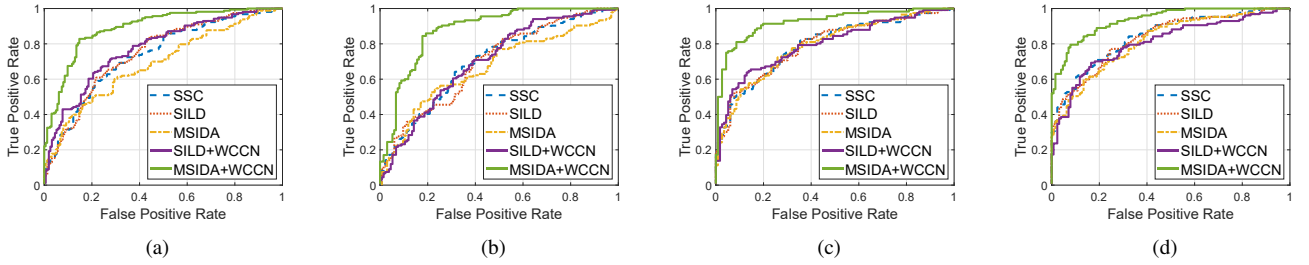 True Positive Rate
1
0.8
0.6
0.4
0.2
0
SSC
SILD
MSIDA
SILD+WCCN
MSIDA+WCCN
0 0.2 0.4 0.6 0.8 1
False Positive Rate
(a)
True Positive Rate
1
0.8
0.6
0.4
0.2
0
SSC
SILD
MSIDA
SILD+WCCN
MSIDA+WCCN
0 0.2 0.4 0.6 0.8 1
False Positive Rate
(b)
True Positive Rate
1
0.8
0.6
0.4
0.2
0
SSC
SILD
MSIDA
SILD+WCCN
MSIDA+WCCN
0 0.2 0.4 0.6 0.8 1
False Positive Rate
(c)
True Positive Rate
1
0.8
0.6
0.4
0.2
0
SSC
SILD
MSIDA
SILD+WCCN
MSIDA+WCCN
0 0.2 0.4 0.6 0.8 1
False Positive Rate
(d)